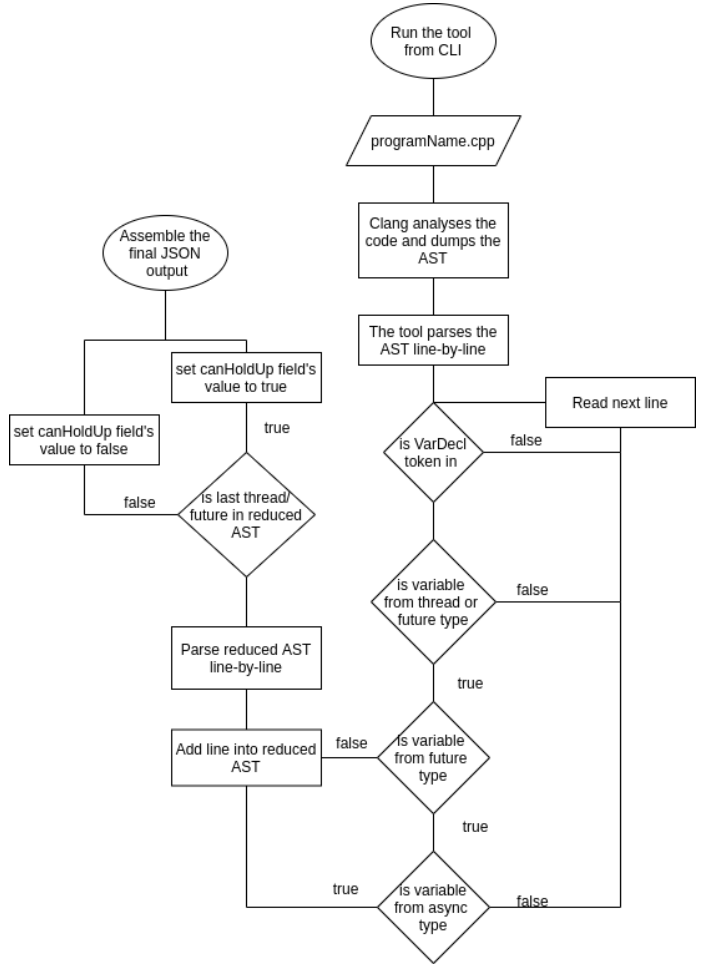 Run the tool
from CLI
programName.cpp
Clang analyses the
code and dumps the
AST
Assemble the
final JSON
output
The tool parses the
AST line-by-line
set canHoldUp field's
value to true
Read next line
set canHoldUp field's
value to false
true
is VarDecl
token in
false
is last thread/
future in reduced
AST
false
is variable
from thread or
future type
false
Parse reduced AST
line-by-line
true
Add line into reduced
AST
false
is variable
from future
type
true
true
is variable
from async
type
false